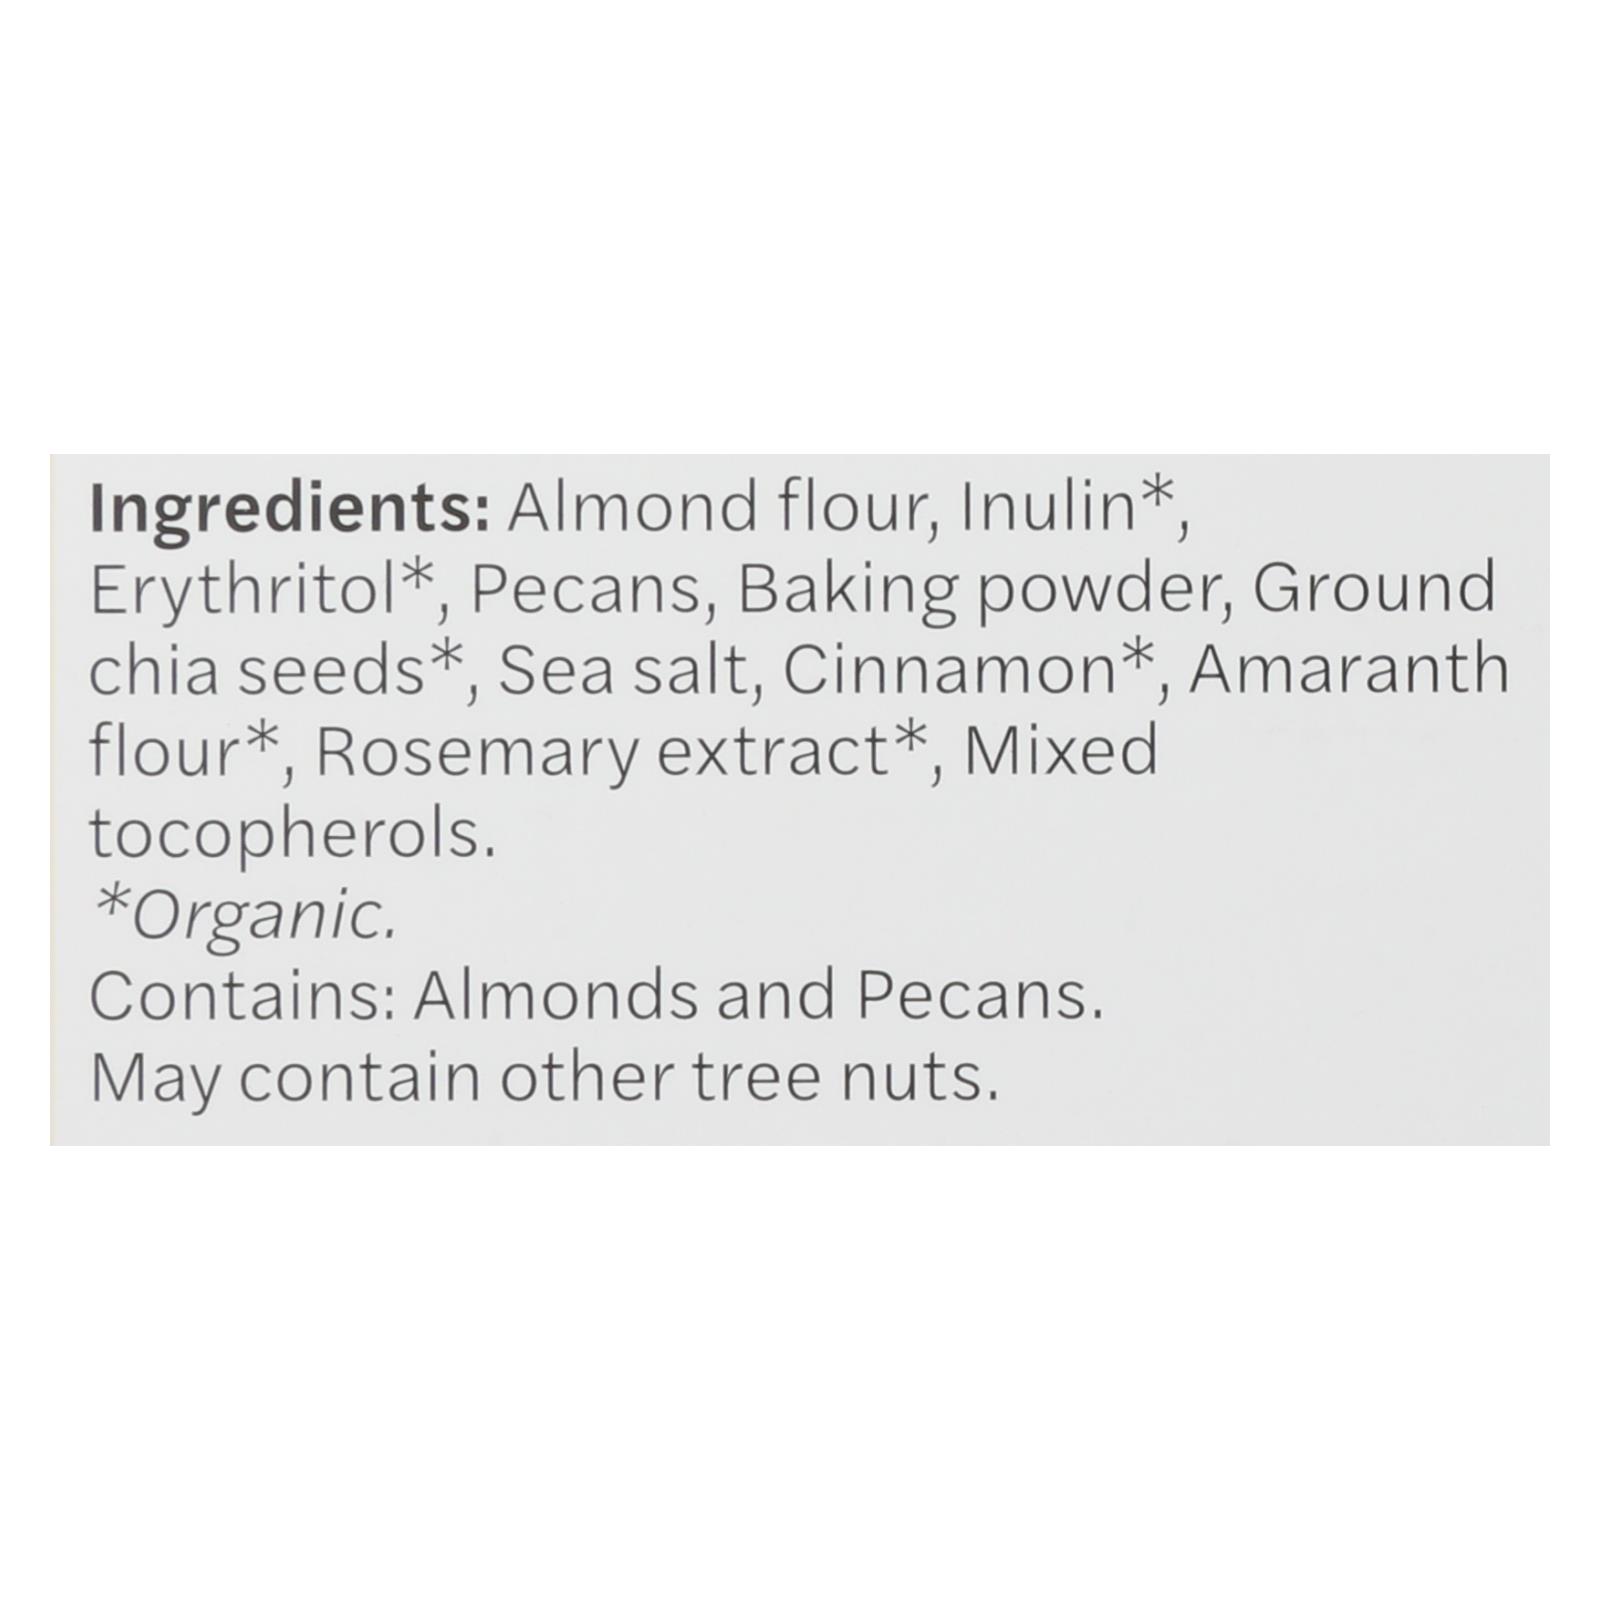 Ingredients: Almond flour, Inulin*,
Erythritol*, Pecans, Baking powder, Ground
chia seeds*, Sea salt, Cinnamon*, Amaranth
flour*, Rosemary extract*, Mixed
tocopherols.
*Organic.
Contains: Almonds and Pecans.
May contain other tree nuts.